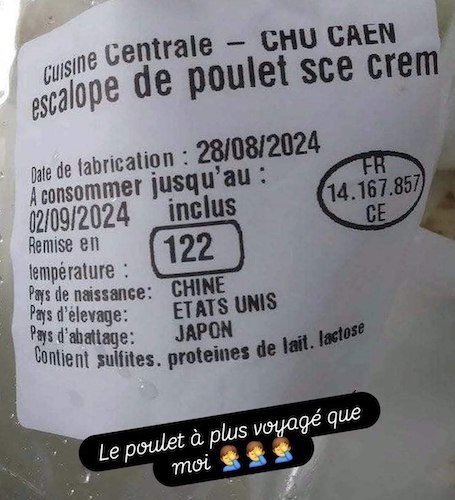 Cuisine Centrale – CHU CAEN
escalope de poulet sce crem
Date de fabrication : 28/08/2024
A consommer jusqu'au :
02/09/2024 inclus
FR
14.167.857
CE
Remise en
température :
122
Pays de naissance: CHINE
Pays d'élevage: ETATS UNIS
Pays d'abattage: JAPON
Contient sulfites. proteines de lait. lactose
Le poulet à plus voyagé que
moi 🤦‍♂️🤦‍♂️🤦‍♂️